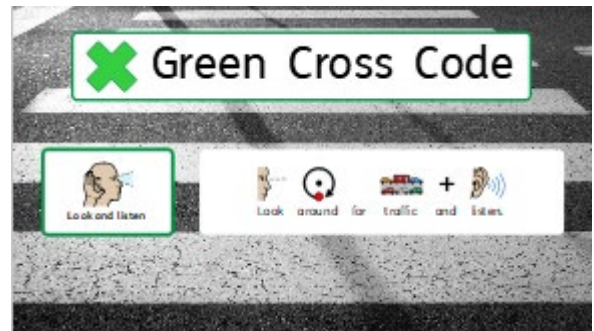 Green Cross Code
Look and listen
Look around for traffic and listen.